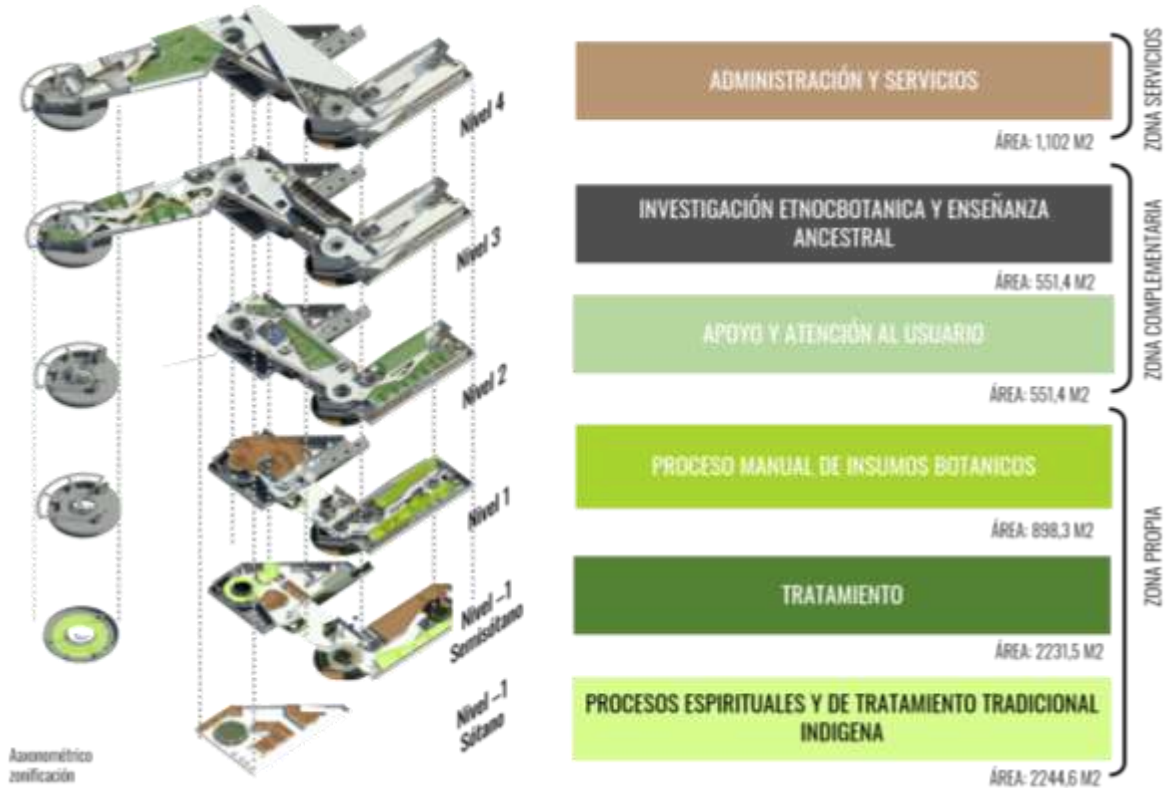 Nivel 4
Nivel 3
Nivel 2
Nivel 1
Nivel -1
Semisótano
Nivel -1
Sótano
Aaxonométrico
zonificación
ADMINISTRACIÓN Y SERVICIOS
ÁREA: 1,102 M2
ZONA SERVICIOS
INVESTIGACIÓN ETNOCBOTANICA Y ENSEÑANZA
ANCESTRAL
ÁREA: 551,4 M2
APOYO Y ATENCIÓN AL USUARIO
ÁREA: 551,4 M2
ZONA COMPLEMENTARIA
PROCESO MANUAL DE INSUMOS BOTANICOS
ÁREA: 898,3 M2
TRATAMIENTO
ÁREA: 2231,5 M2
PROCESOS ESPIRITUALES Y DE TRATAMIENTO TRADICIONAL
INDIGENA
ÁREA: 2244,6 M2
ZONA PROPIA